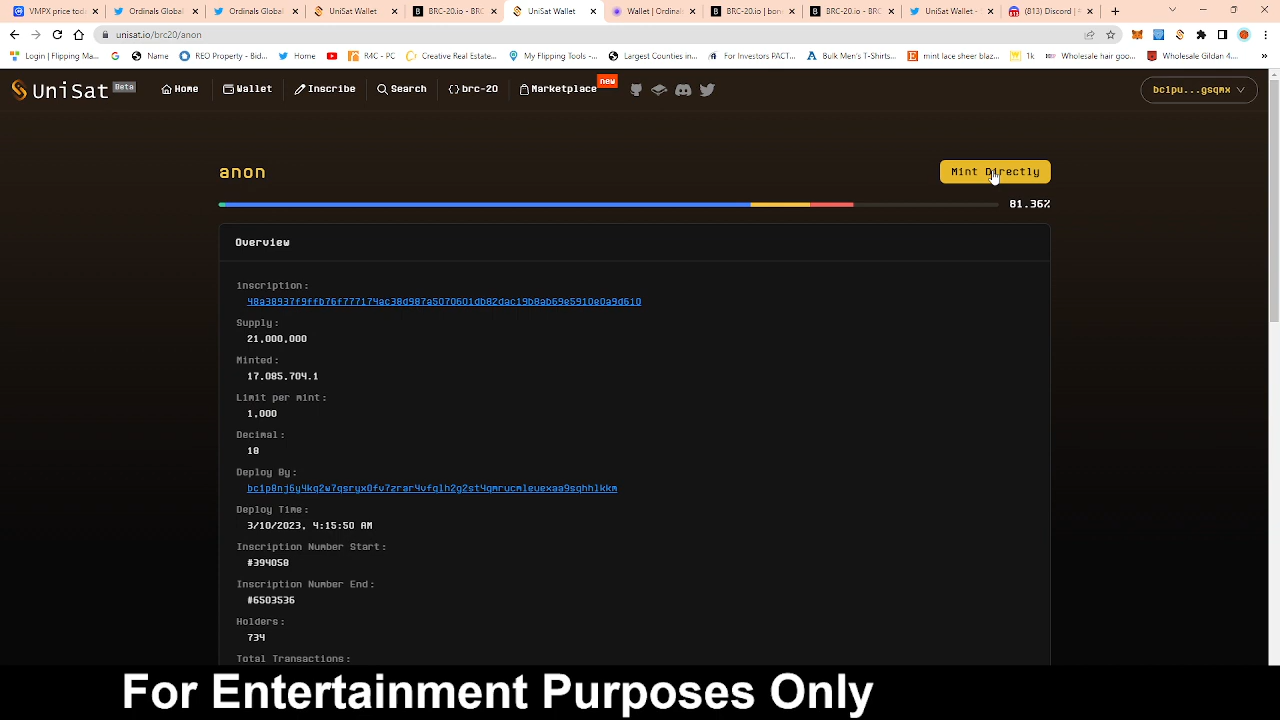 VMPX price toda
Ordinals Global
Ordinals Global
UniSat Wallet
BRC-20.io - BRC
UniSat Wallet
Wallet | Ordinal
BRC-20.io | bonc
BRC-20.io - BRC
UniSat Wallet -
(813) Discord |
unisat.io/brc20/anon
Login | Flipping Ma...
Name
REO Property - Bid...
Home
R4C - PC
Creative Real Estate...
My Flipping Tools -...
Largest Counties in...
For Investors PACT...
Bulk Men's T-Shirts...
mint lace sheer blaz...
1k
Wholesale hair goo...
Wholesale Gildan 4...
UniSat Beta
Home
Wallet
Inscribe
Search
brc-20
Marketplace
new
bc1pu...gsqmx
anon
Mint Directly
81.36%
Overview
inscription:
Supply:
21,000,000
Minted:
17,085,704.1
Limit per mint:
1,000
Decimal:
18
Deploy By:
Deploy Time:
3/10/2023, 4:15:50 AM
Inscription Number Start:
#394058
Inscription Number End:
#6503536
Holders:
734
Total Transactions:
For Entertainment Purposes Only